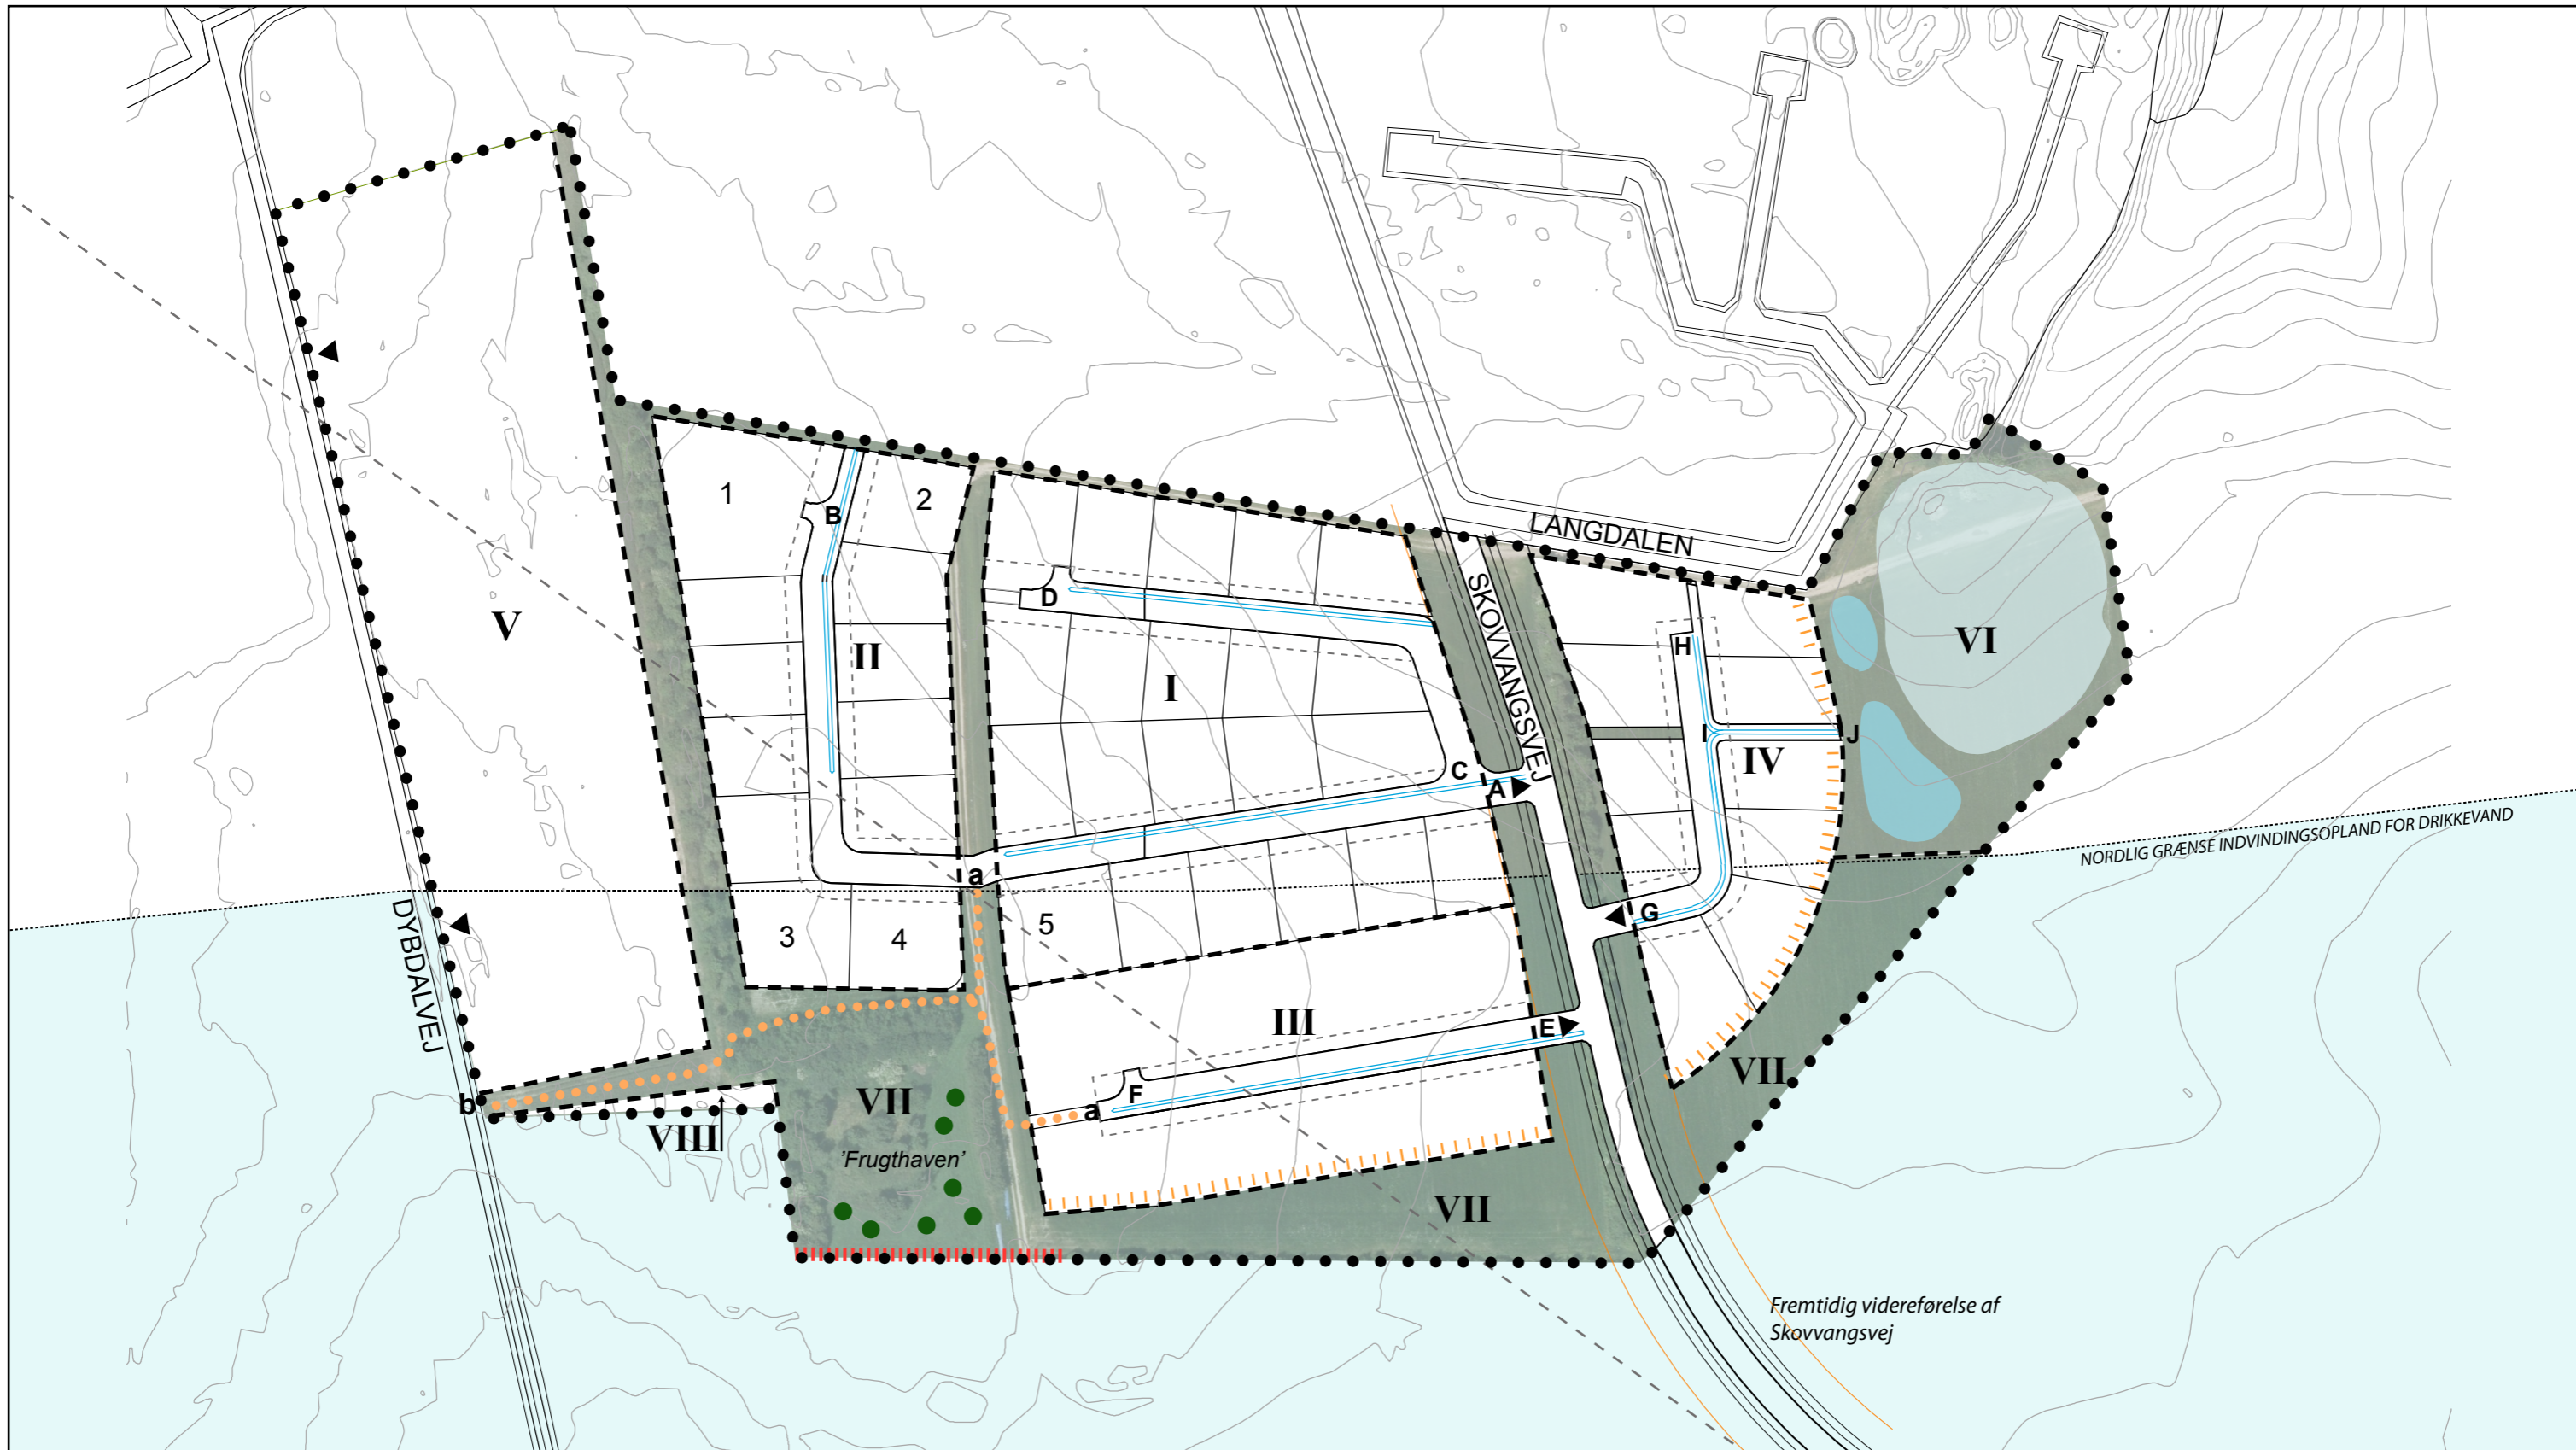 1
2
B
LANGDALEN
D
SKOVVANGSVEJ
V
II
I
H
VI
I
J
IV
C
A
NORDLIG GRÆNSE INDVINDINGSOPLAND FOR DRIKKEVAND
a
DYBDALVEJ
3
4
5
G
III
E
VII
b
VII
a
F
VIII
'Frugthaven'
VII
Fremtidig videreførelse af
Skovvangsvej